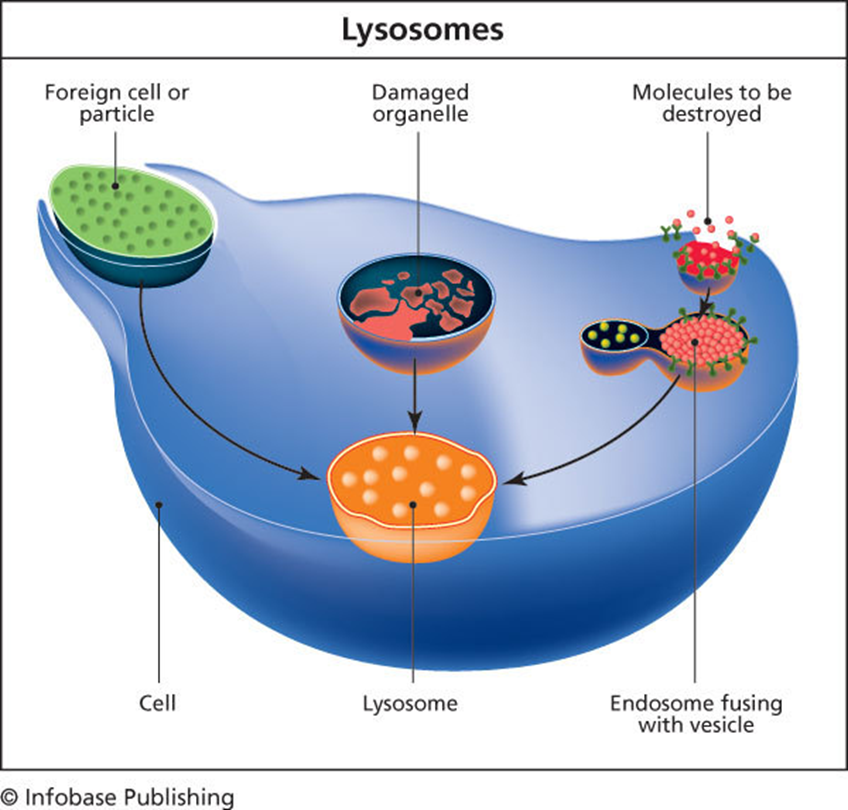 Lysosomes
Foreign cell or
particle
Damaged
organelle
Molecules to be
destroyed
Cell
Lysosome
Endosome fusing
with vesicle
© Infobase Publishing